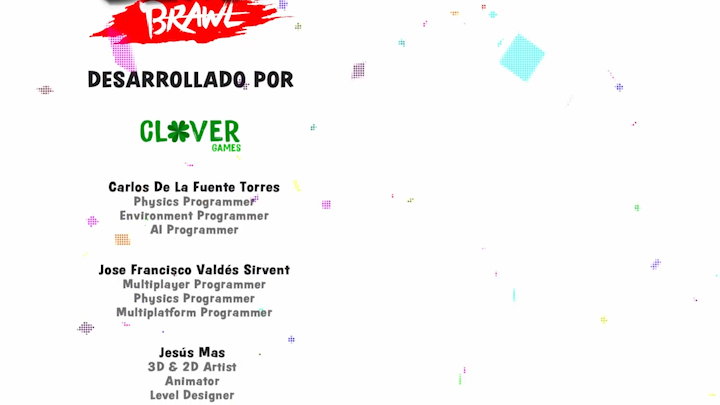 BRAWL
DESARROLLADO POR
CLOVER
GAMES
Carlos De La Fuente Torres
Physics Programmer
Environment Programmer
AI Programmer
Jose Francisco Valdés Sirvent
Multiplayer Programmer
Physics Programmer
Multiplatform Programmer
Jesús Mas
3D & 2D Artist
Animator
Level Designer